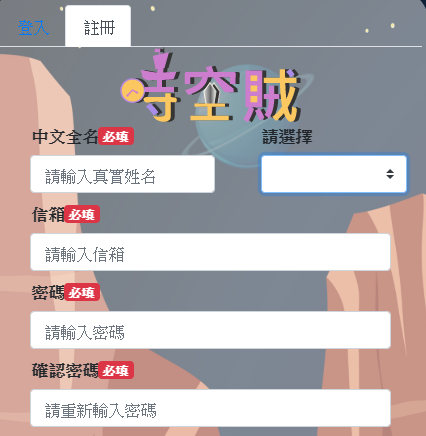 登入 註冊
時空賊
中文全名 必填 請選擇
請輸入真實姓名
信箱 必填
請輸入信箱
密碼 必填
請輸入密碼
確認密碼 必填
請重新輸入密碼